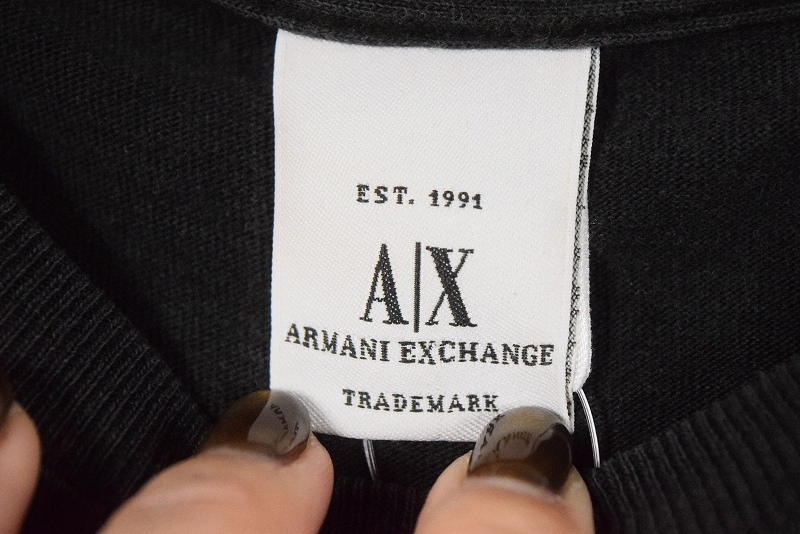 EST. 1991
A|X
ARMANI EXCHANGE
TRADEMARK